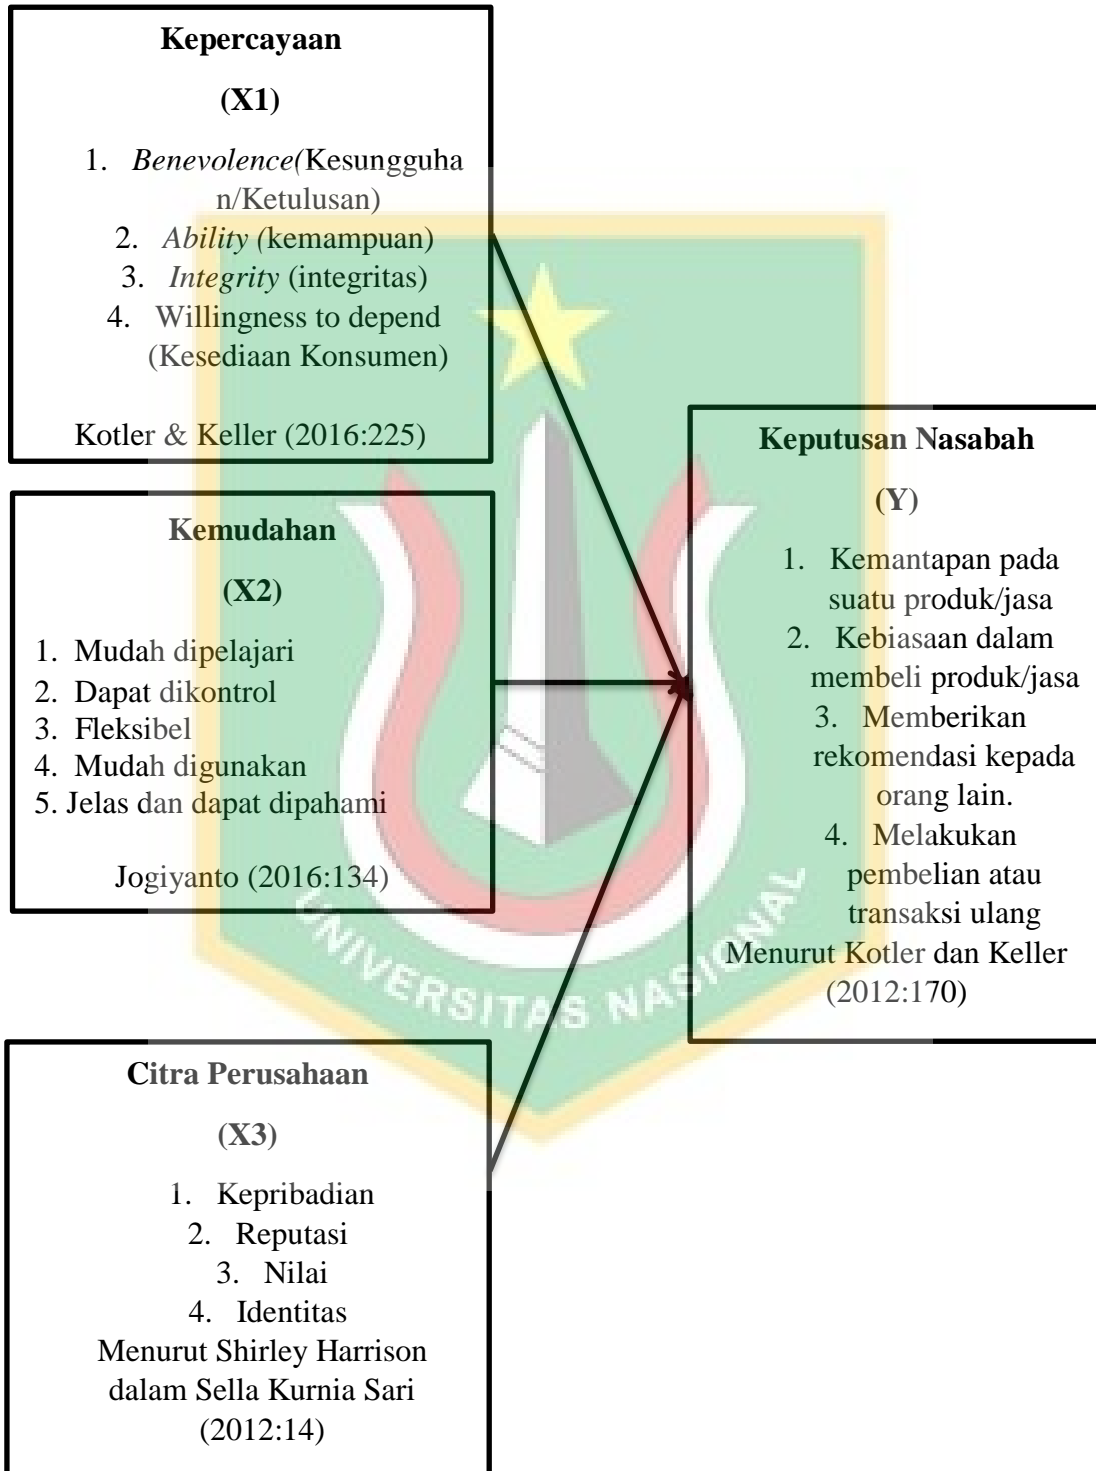 Kepercayaan
(X1)
1. Benevolence(Kesungguha
n/Ketulusan)
2. Ability (kemampuan)
3. Integrity (integritas)
4. Willingness to depend
(Kesediaan Konsumen)
Kotler & Keller (2016:225)
Kemudahan
(X2)
1. Mudah dipelajari
2. Dapat dikontrol
3. Fleksibel
4. Mudah digunakan
5. Jelas dan dapat dipahami
Jogiyanto (2016:134)
Citra Perusahaan
(X3)
1. Kepribadian
2. Reputasi
3. Nilai
4. Identitas
Menurut Shirley Harrison
dalam Sella Kurnia Sari
(2012:14)
Keputusan Nasabah
(Y)
1. Kemantapan pada
suatu produk/jasa
2. Kebiasaan dalam
membeli produk/jasa
3. Memberikan
rekomendasi kepada
orang lain.
4. Melakukan
pembelian atau
transaksi ulang
Menurut Kotler dan Keller
(2012:170)
UNIVERSITAS NASIONAL